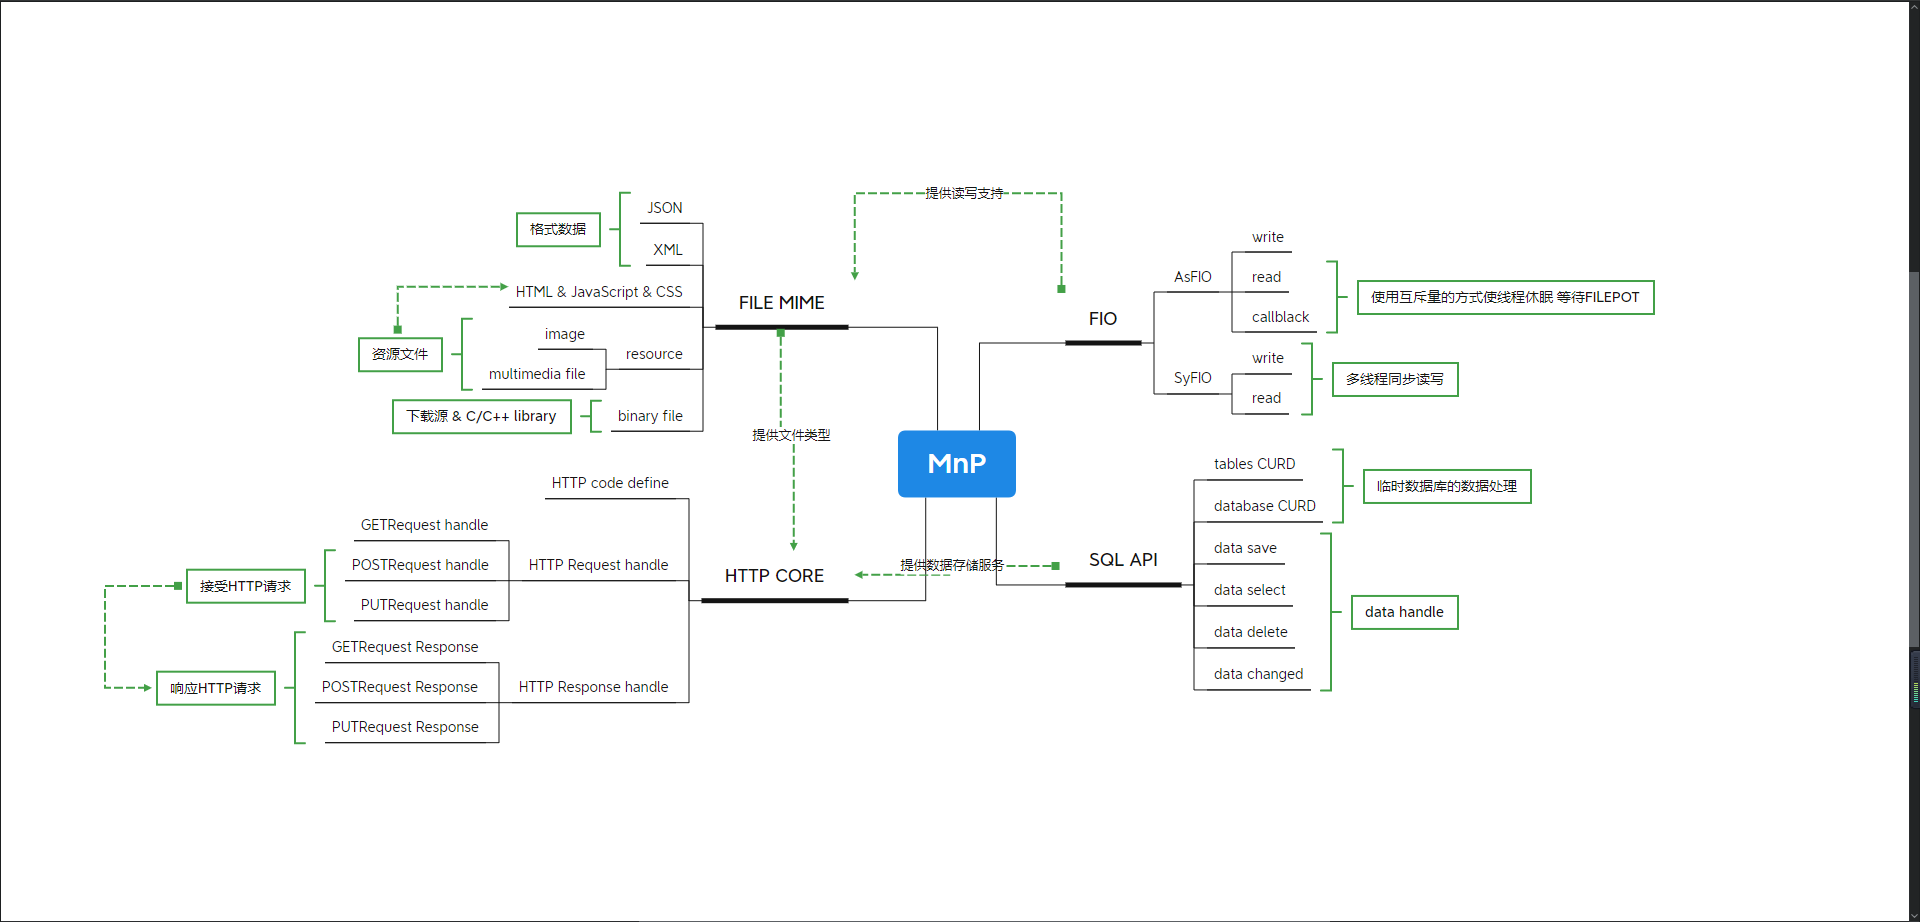 提供读写支持
JSON
格式数据
XML
HTML & JavaScript & CSS
FILE MIME
image
资源文件
resource
multimedia file
下载源 & C/C++ library
binary file
提供文件类型
write
AsFIO
read
使用互斥量的方式使线程休眠 等待FILEPOT
callblack
FIO
write
SyFIO
多线程同步读写
read
MnP
HTTP code define
GETRequest handle
POSTRequest handle
HTTP Request handle
接受HTTP请求
PUTRequest handle
HTTP CORE
GETRequest Response
POSTRequest Response
HTTP Response handle
响应HTTP请求
PUTRequest Response
提供数据存储服务
SQL API
tables CURD
临时数据库的数据处理
database CURD
data save
data select
data handle
data delete
data changed